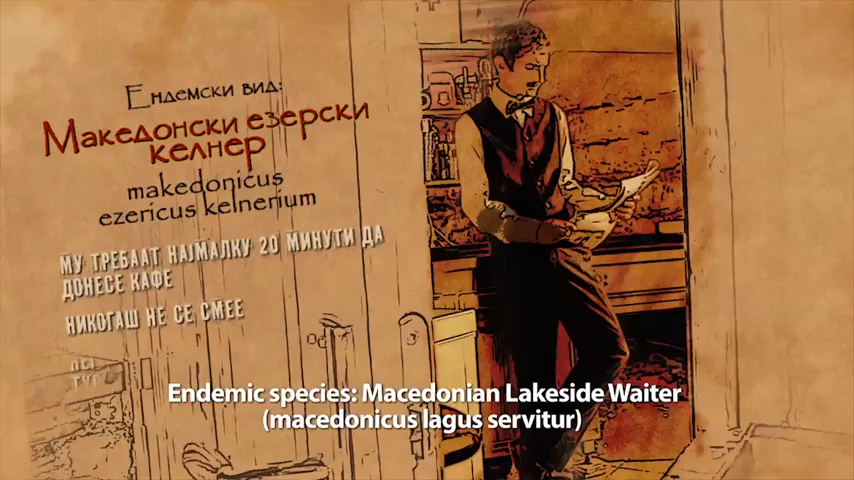 Ендемски вид:
Македонски езерски
келнер
makedonicus
ezericus kelnerium
МУ ТРЕБААТ НАЈМАЛКУ 20 МИНУТИ ДА
ДОНЕСЕ КАФЕ
НИКОГАШ НЕ СЕ СМЕЕ
Endemic species: Macedonian Lakeside Waiter
(macedonicus lagus servitur)